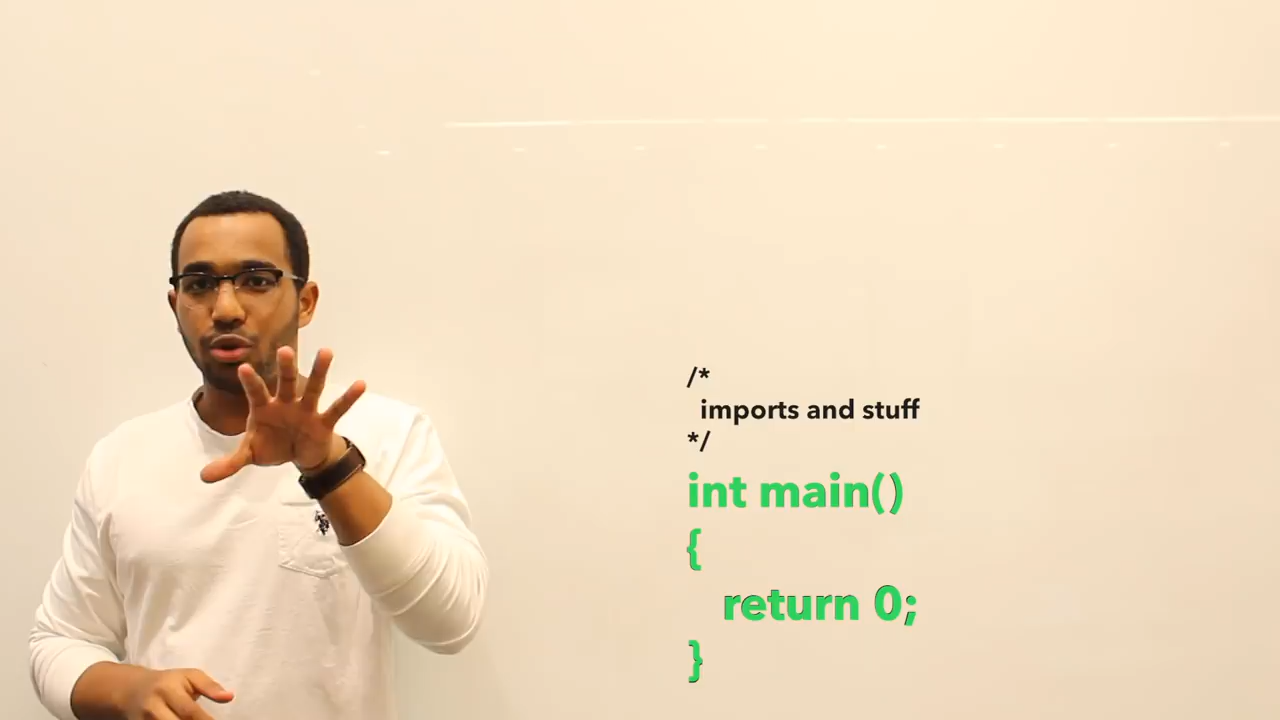 /*
imports and stuff
*/
int main()
{
return 0;
}